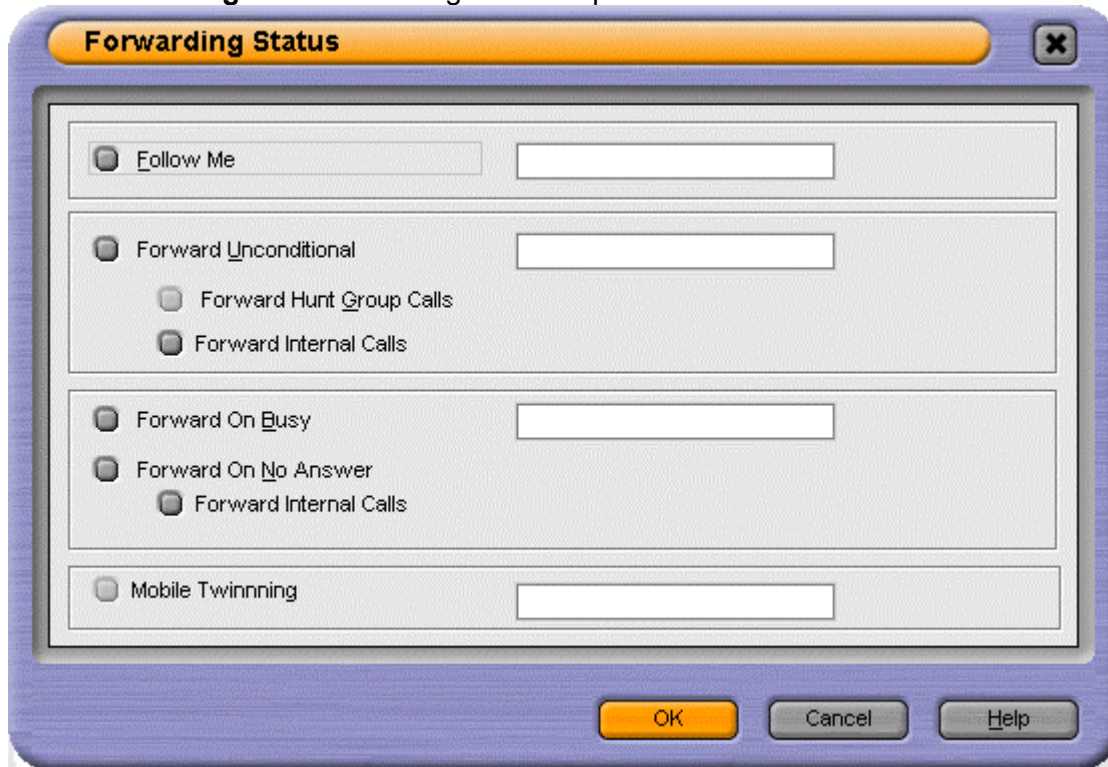 Forwarding Status
Follow Me
Forward Unconditional
Forward Hunt Group Calls
Forward Internal Calls
Forward On Busy
Forward On No Answer
Forward Internal Calls
Mobile Twinnning
OK Cancel Help